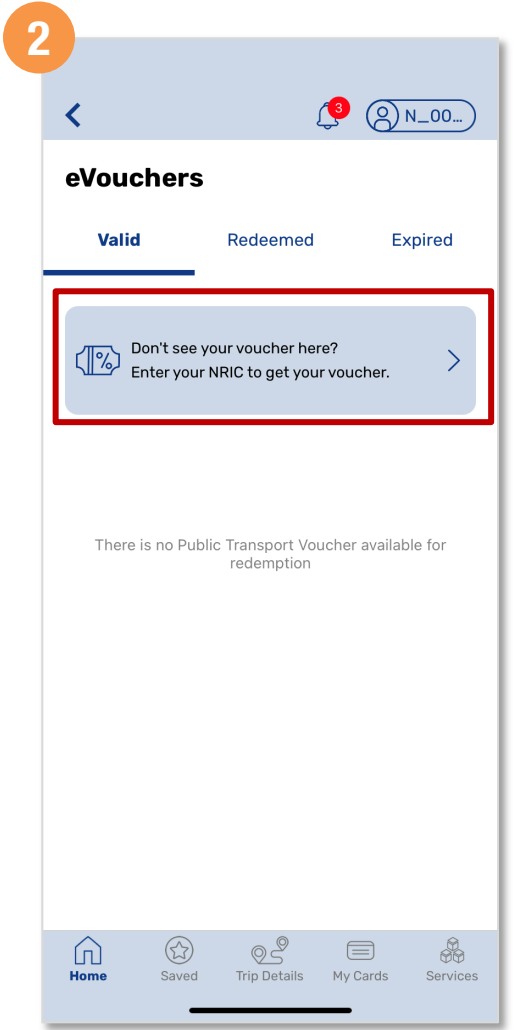 2
3
N_00...
eVouchers
Valid Redeemed Expired
Don't see your voucher here?
Enter your NRIC to get your voucher.
There is no Public Transport Voucher available for
redemption
Home Saved Trip Details My Cards Services